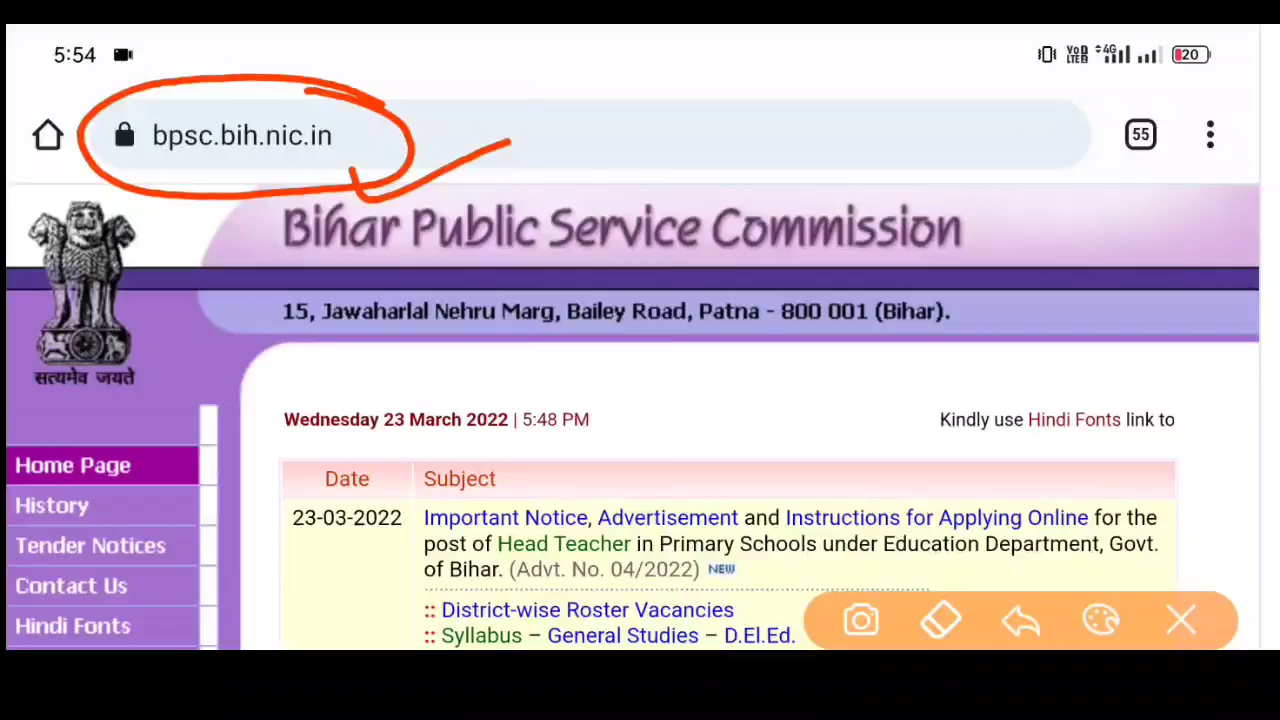 5:54
VoD LTED 4G 20
bpsc.bih.nic.in
55
Bihar Public Service Commission
15, Jawaharlal Nehru Marg, Bailey Road, Patna - 800 001 (Bihar).
सत्यमेव जयते
Wednesday 23 March 2022 | 5:48 PM
Kindly use Hindi Fonts link to
Home Page
History
Tender Notices
Contact Us
Hindi Fonts
Date Subject
23-03-2022 Important Notice, Advertisement and Instructions for Applying Online for the
post of Head Teacher in Primary Schools under Education Department, Govt.
of Bihar. (Advt. No. 04/2022) NEW
:: District-wise Roster Vacancies
:: Syllabus – General Studies – D.El.Ed.